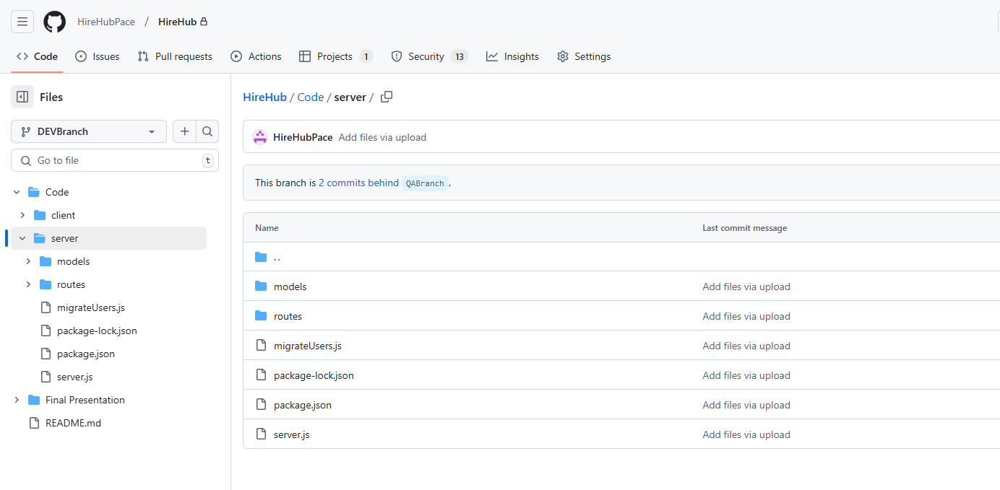 HireHubPace / HireHub
Code Issues Pull requests Actions Projects 1 Security 13 Insights Settings
Files
DEVBranch
Go to file t
Code
client
server
models
routes
migrateUsers.js
package-lock.json
package.json
server.js
Final Presentation
README.md
HireHub / Code / server /
HireHubPace Add files via upload
This branch is 2 commits behind QABranch.
Name Last commit message
..
models Add files via upload
routes Add files via upload
migrateUsers.js Add files via upload
package-lock.json Add files via upload
package.json Add files via upload
server.js Add files via upload